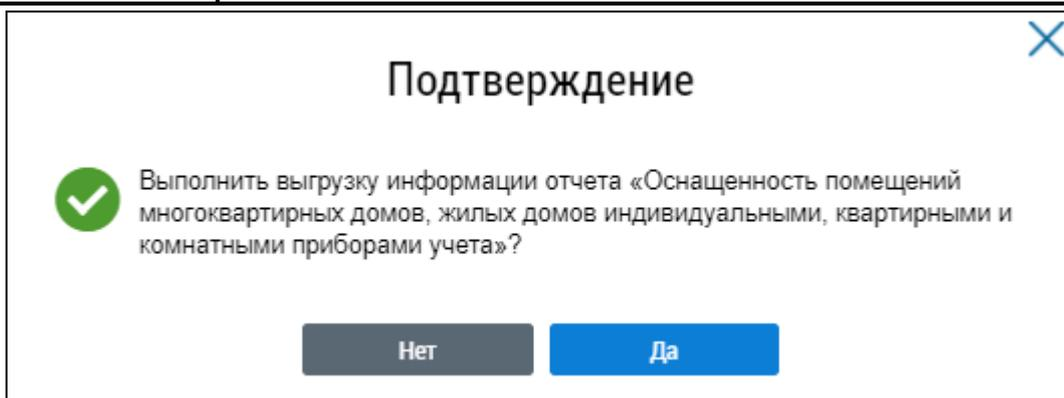 Подтверждение
Выполнить выгрузку информации отчета «Оснащенность помещений
многоквартирных домов, жилых домов индивидуальными, квартирными и
комнатными приборами учета»?
Нет Да